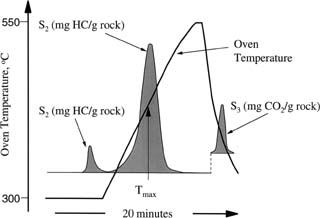 550
S2 (mg HC/g rock)
Oven
Temperature
Oven Temperature, °C
S2 (mg HC/g rock)
S3 (mg CO2/g rock)
Tmax
300
20 minutes